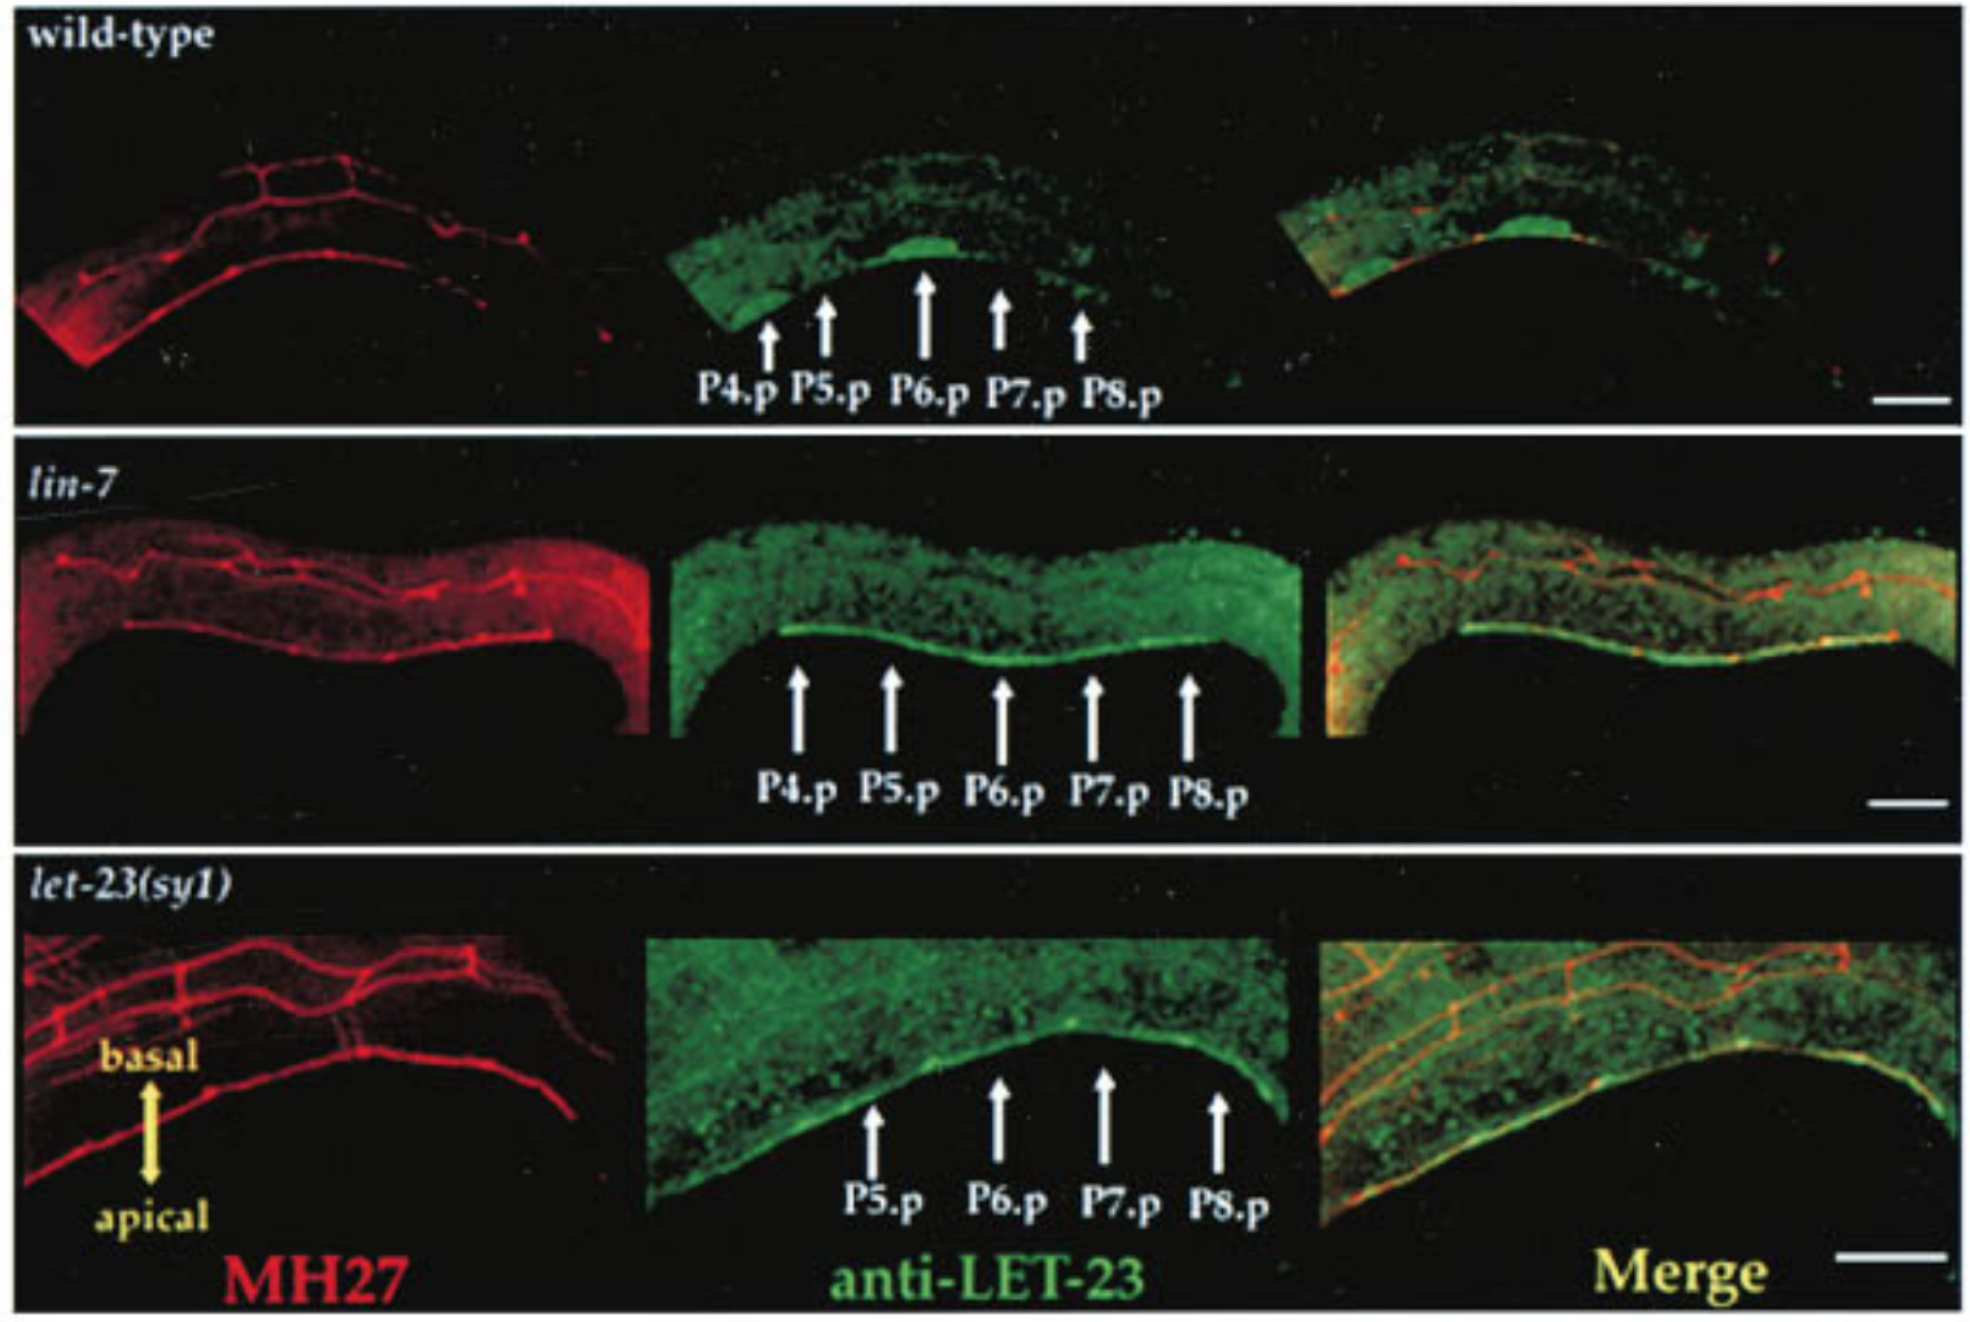 wild-type
P4.p P5.p P6.p P7.p P8.p
lin-7
P4.p P5.p P6.p P7.p P8.p
let-23(sy1)
basal
apical
P5.p P6.p P7.p P8.p
MH27 anti-LET-23 Merge